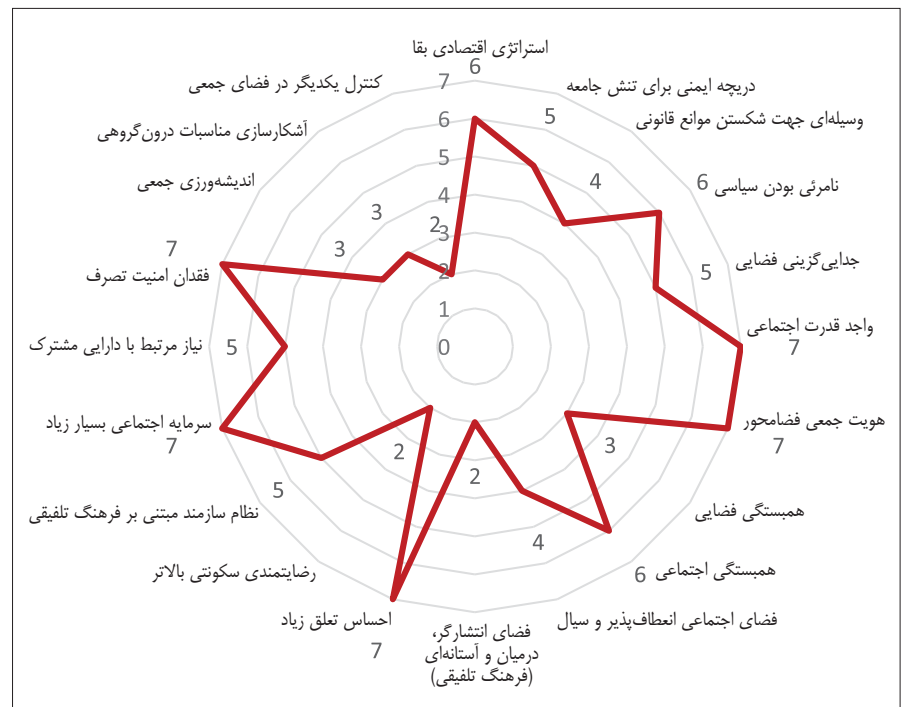 استراتژی اقتصادی بقا
6
دریچه ایمنی برای تنش جامعه
5
وسیله‌ای جهت شکستن موانع قانونی
4
نامرئی بودن سیاسی
6
جدایی‌گزینی فضایی
5
واجد قدرت اجتماعی
7
هویت جمعی فضامحور
7
همبستگی فضایی
3
همبستگی اجتماعی
6
فضای اجتماعی انعطاف‌پذیر و سیال
4
فضای انتشارگر،
درمیان و آستانه‌ای
(فرهنگ تلفیقی)
2
احساس تعلق زیاد
7
رضایتمندی سکونتی بالاتر
2
نظام سازمند مبتنی بر فرهنگ تلفیقی
5
سرمایه اجتماعی بسیار زیاد
7
نیاز مرتبط با دارایی مشترک
5
فقدان امنیت تصرف
7
اندیشه‌ورزی جمعی
3
آشکارسازی مناسبات درون‌گروهی
3
کنترل یکدیگر در فضای جمعی
2
7
6
5
4
3
2
1
0